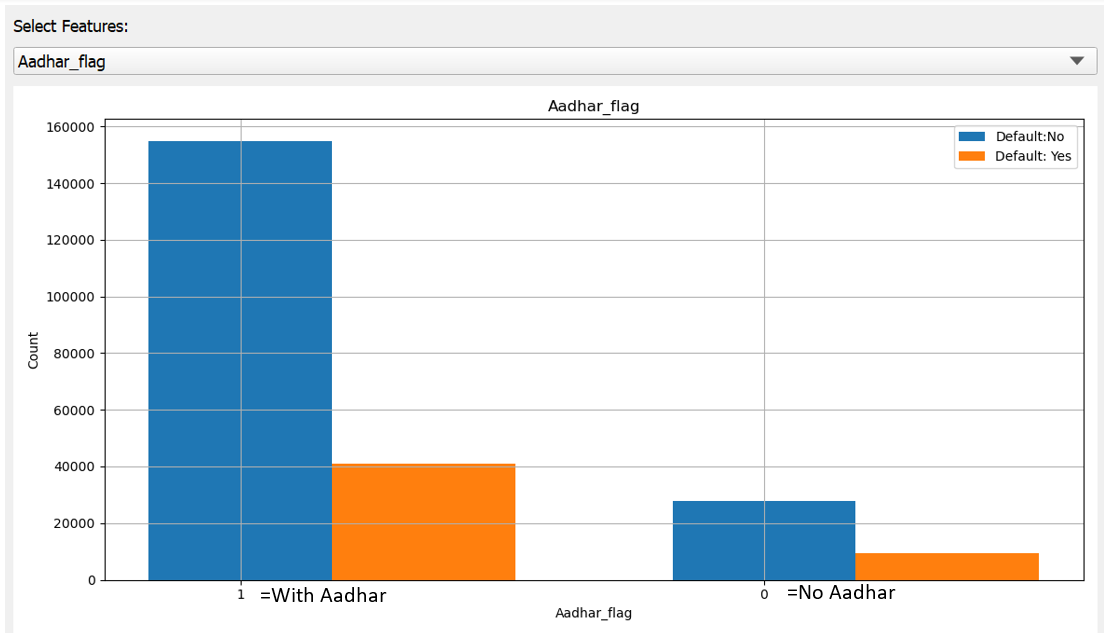 Select Features:
Aadhar_flag
Aadhar_flag
160000
140000
120000
100000
80000
60000
40000
20000
0
Count
Default:No
Default: Yes
1 =With Aadhar
0 =No Aadhar
Aadhar_flag